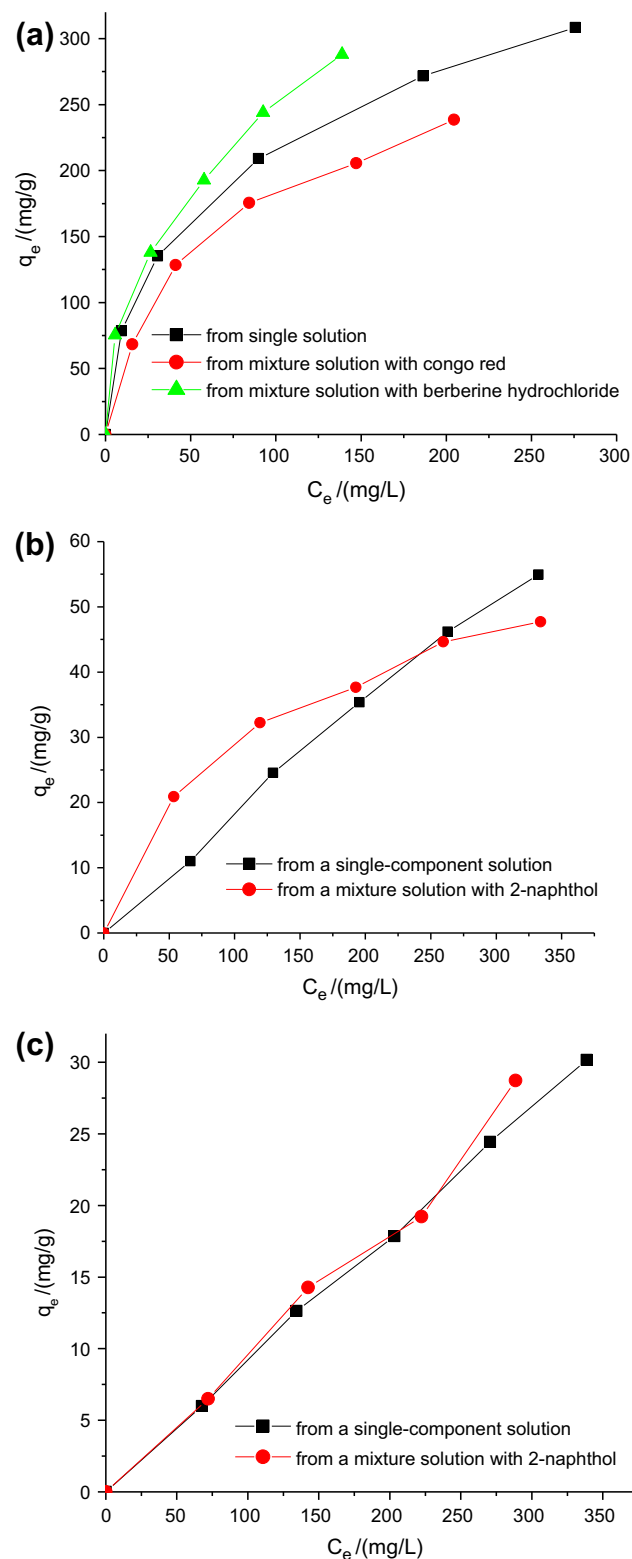 (a)
300
250
200
150
100
50
0
q e /(mg/g)
from single solution
from mixture solution with congo red
from mixture solution with berberine hydrochloride
0 50 100 150 200 250 300
C e /(mg/L)
(b)
60
50
40
30
20
10
0
q e /(mg/g)
from a single-component solution
from a mixture solution with 2-naphthol
0 50 100 150 200 250 300 350
C e /(mg/L)
(c)
30
25
20
15
10
5
0
q e /(mg/g)
from a single-component solution
from a mixture solution with 2-naphthol
0 50 100 150 200 250 300 350
C e /(mg/L)